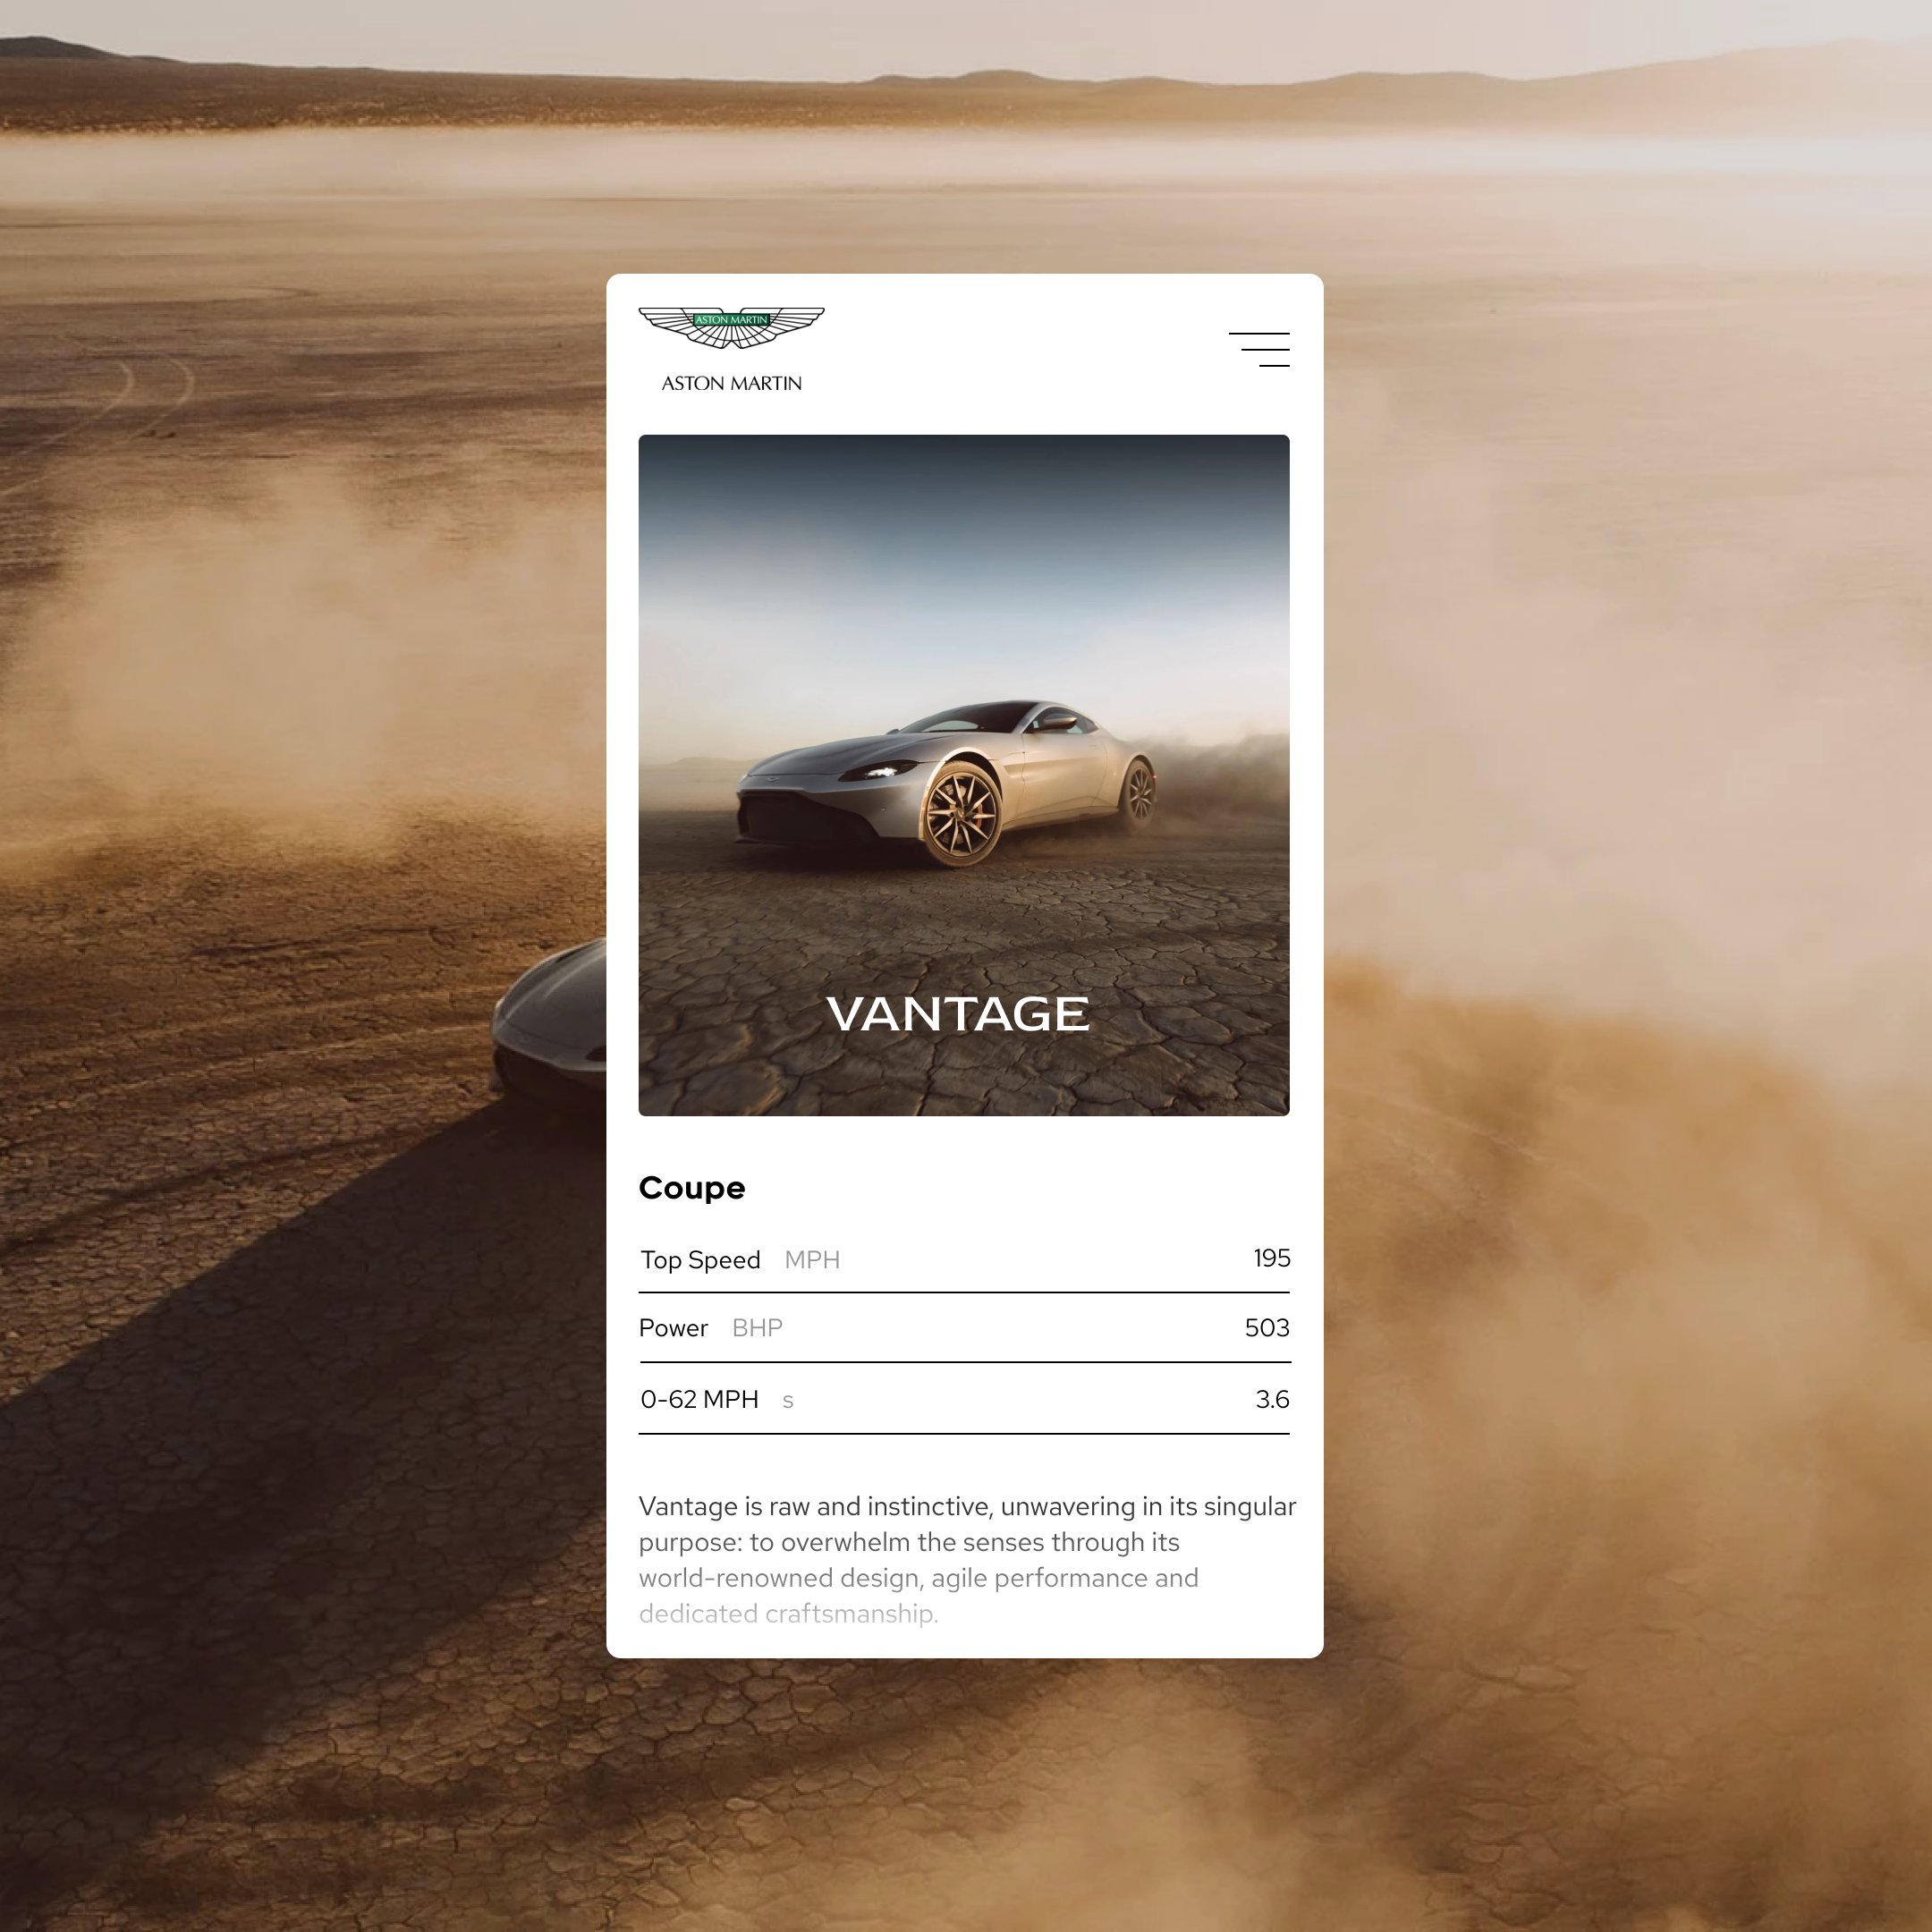 ASTON MARTIN
ASTON MARTIN
VANTAGE
Coupe
Top Speed MPH 195
Power BHP 503
0-62 MPH s 3.6
Vantage is raw and instinctive, unwavering in its singular
purpose: to overwhelm the senses through its
world-renowned design, agile performance and
dedicated craftsmanship.